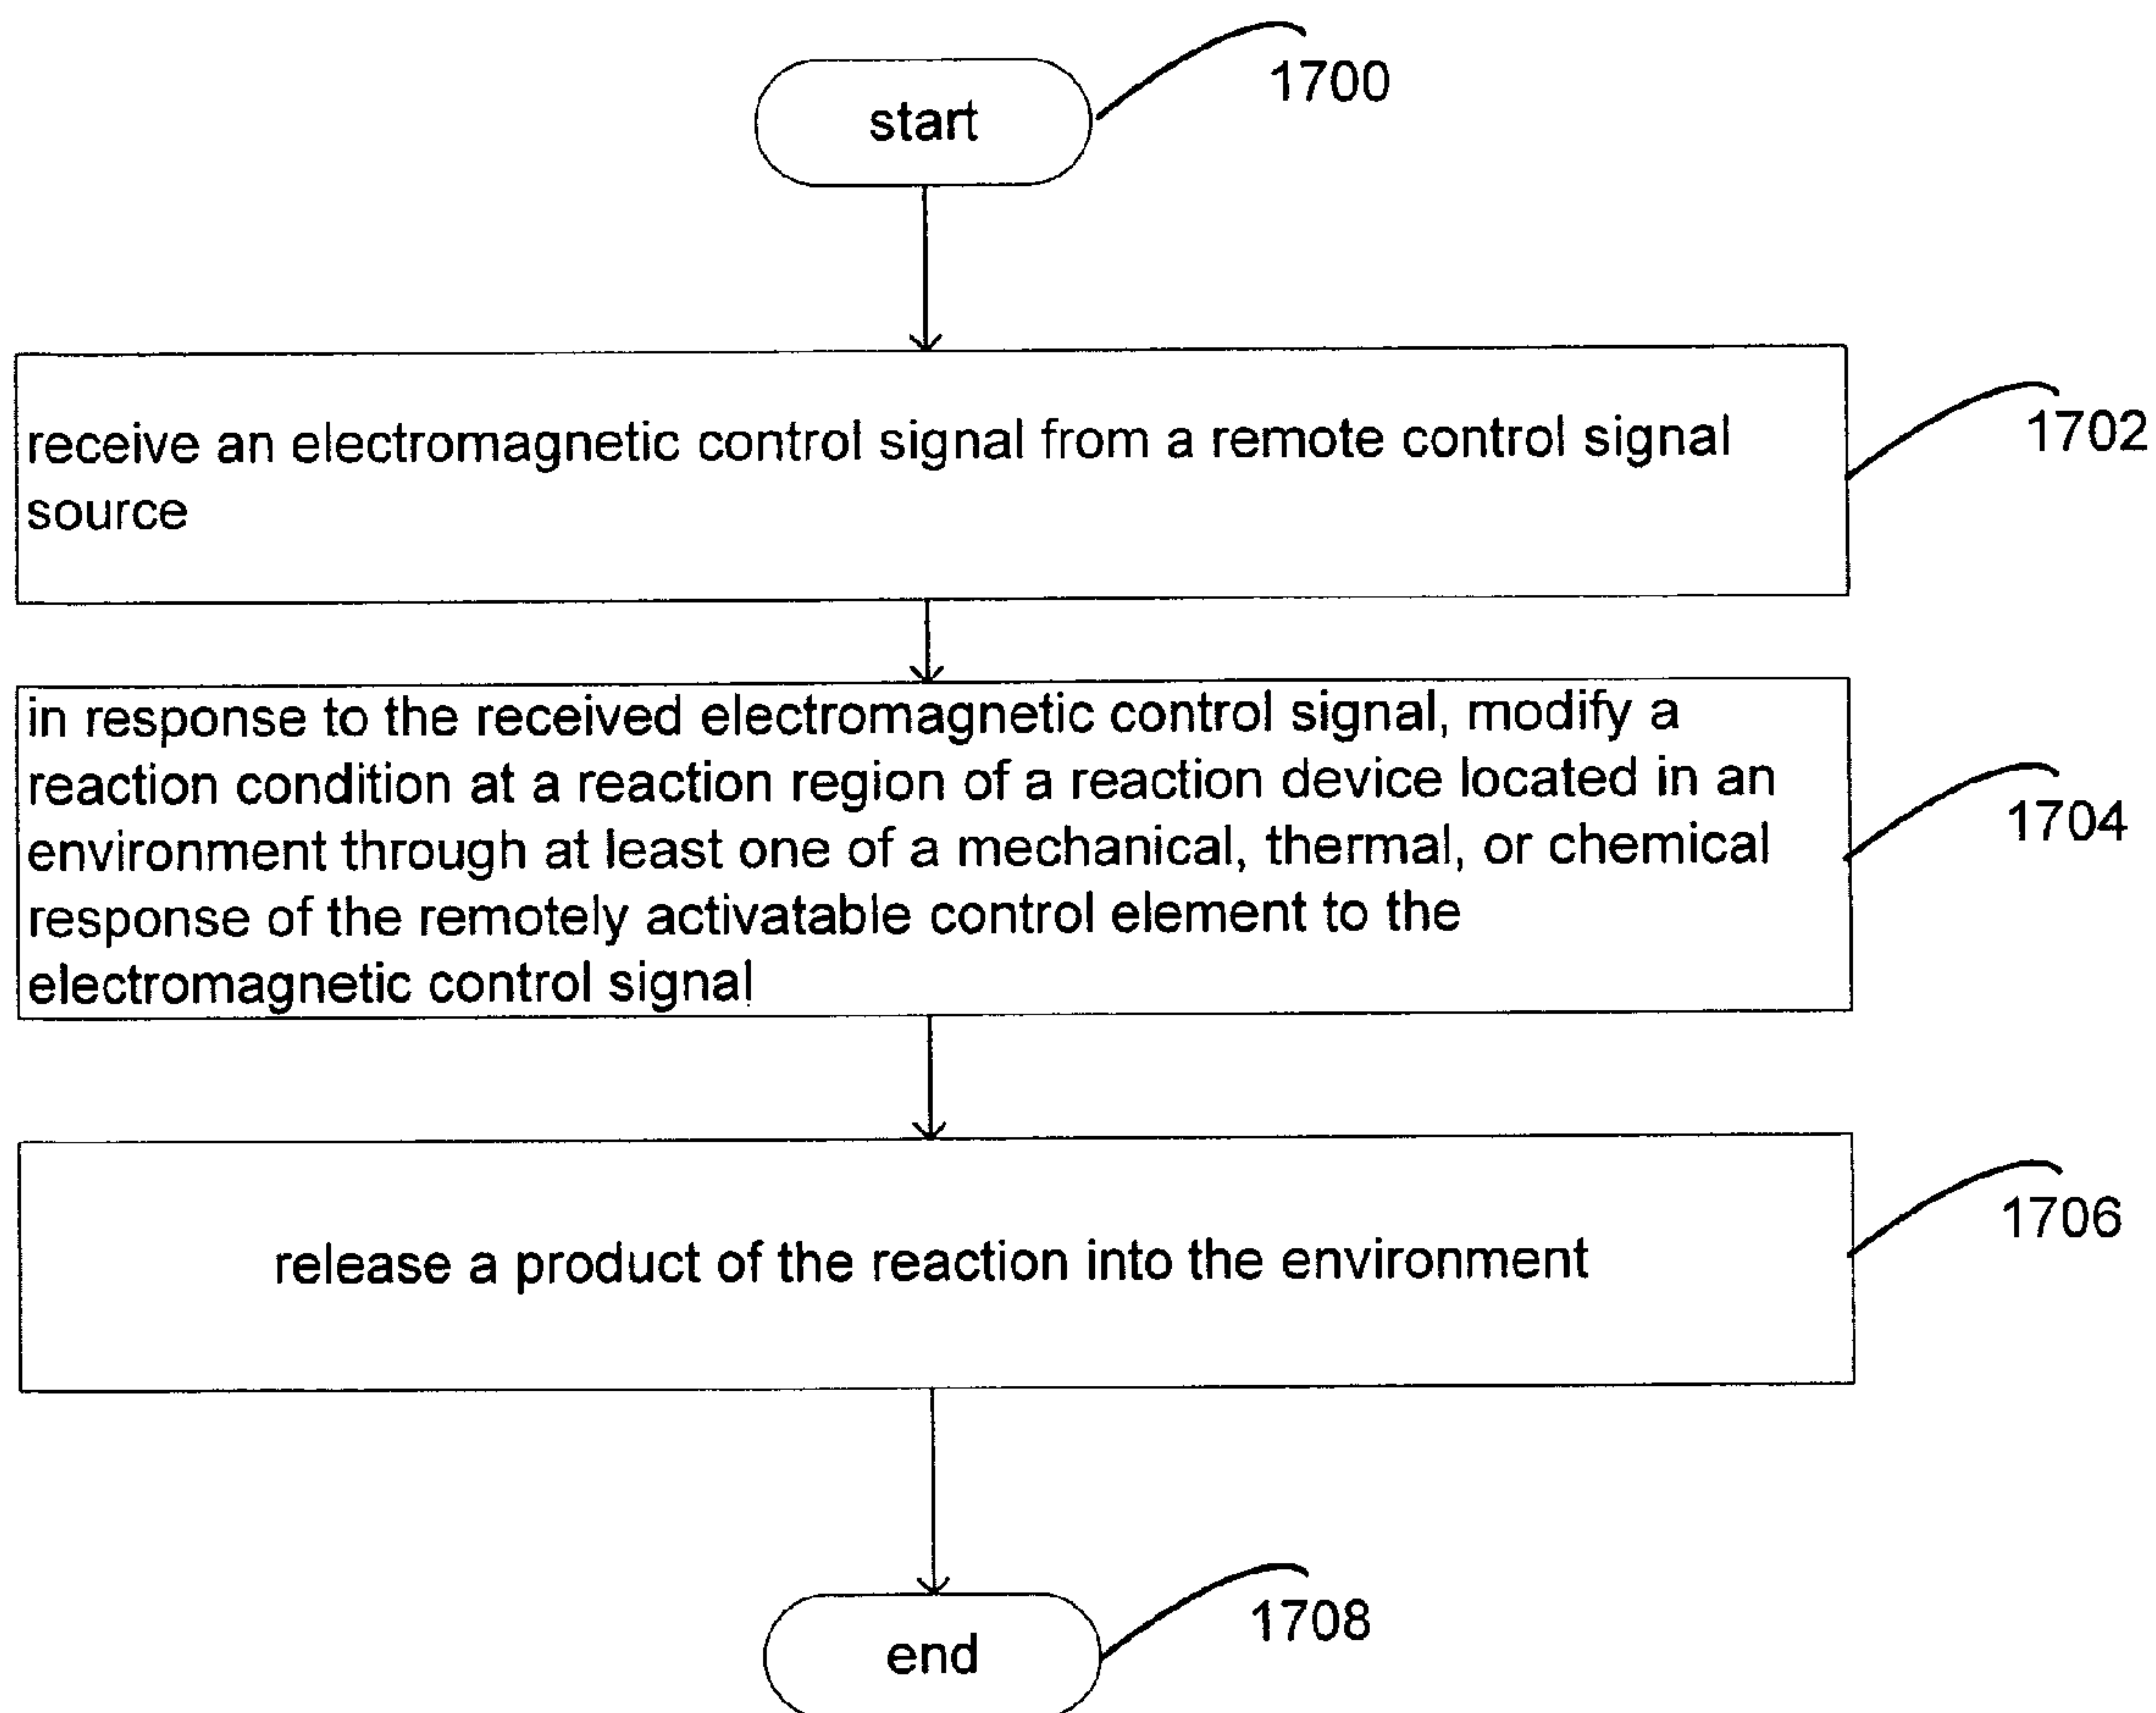 start
1700
receive an electromagnetic control signal from a remote control signal
source
1702
in response to the received electromagnetic control signal, modify a
reaction condition at a reaction region of a reaction device located in an
environment through at least one of a mechanical, thermal, or chemical
response of the remotely activatable control element to the
electromagnetic control signal
1704
release a product of the reaction into the environment
1706
end
1708